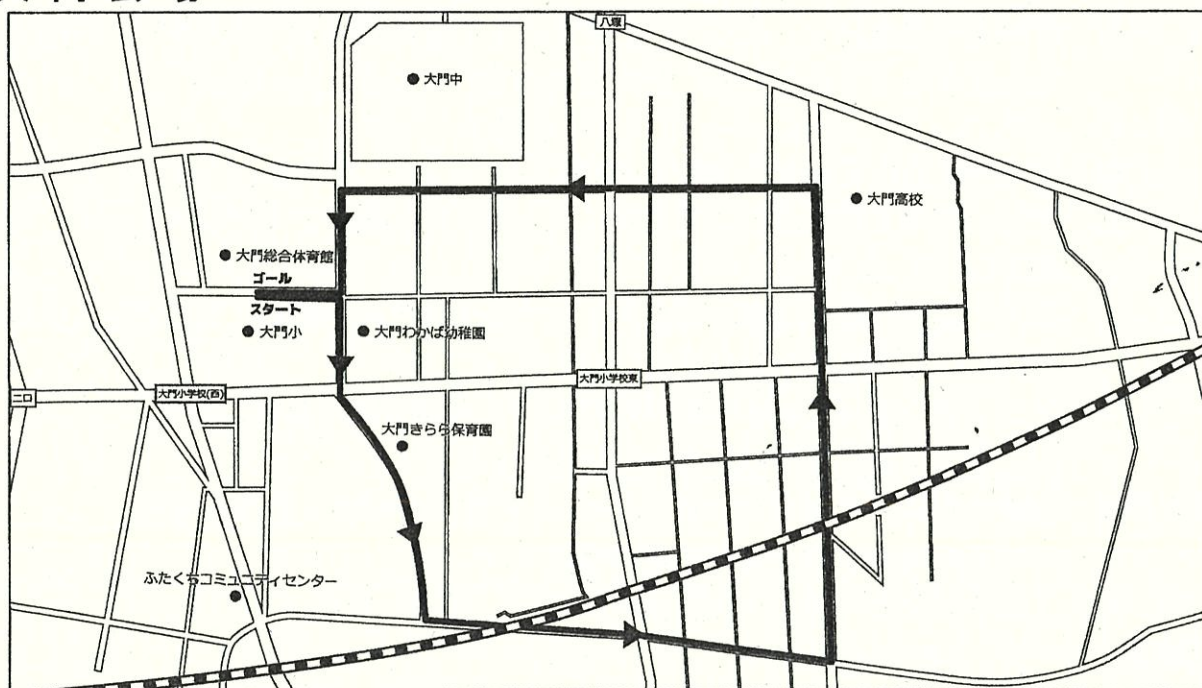 八塚
大門中
大門高校
大門総合体育館
ゴール
スタート
大門小
大門わかば幼稚園
大門小学校東
二口
大門小学校(西)
大門きらら保育園
ふたくちコミュニティセンター